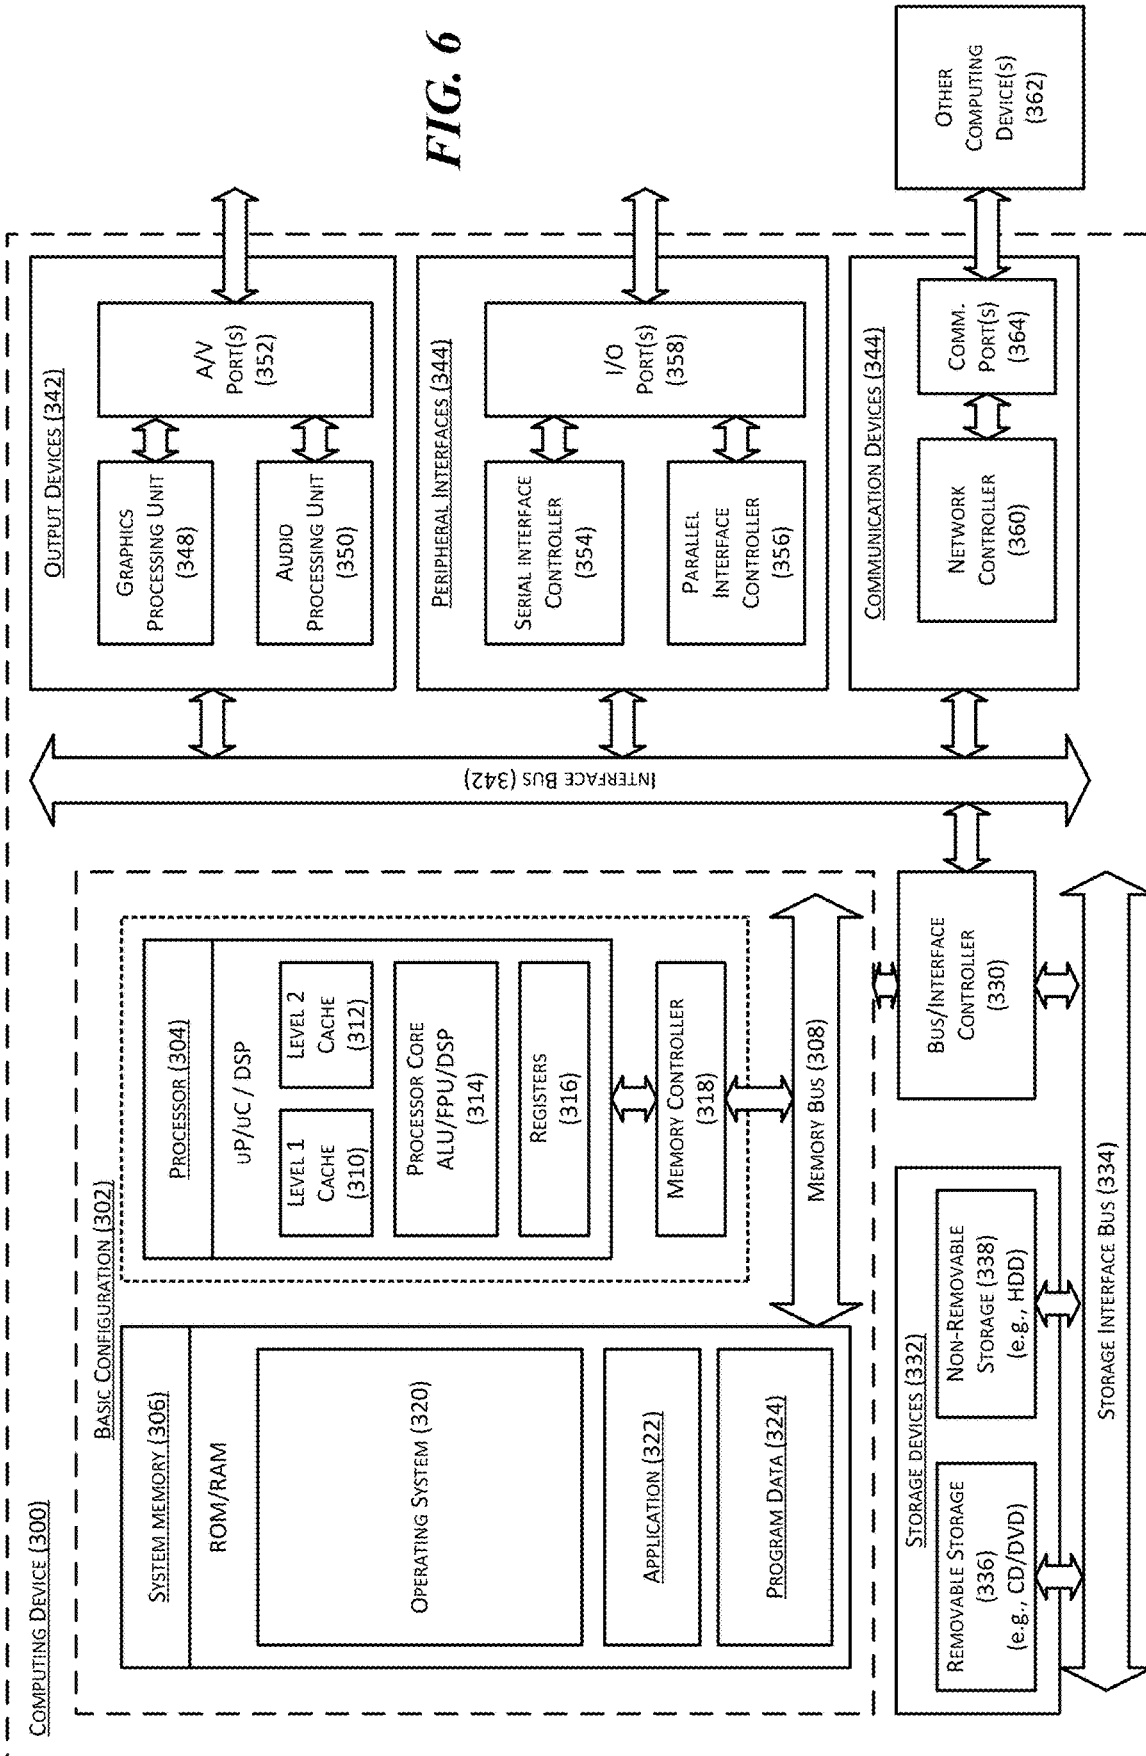 COMPUTING DEVICE (300)
BASIC CONFIGURATION (302)
SYSTEM MEMORY (306)
ROM/RAM
OPERATING SYSTEM (320)
APPLICATION (322)
PROGRAM DATA (324)
PROCESSOR (304)
uP/uC / DSP
LEVEL 1
CACHE
(310)
LEVEL 2
CACHE
(312)
PROCESSOR CORE
ALU/FPU/DSP
(314)
REGISTERS
(316)
MEMORY CONTROLLER
(318)
MEMORY BUS (308)
STORAGE DEVICES (332)
REMOVABLE STORAGE
(336)
(e.g., CD/DVD)
NON-REMOVABLE
STORAGE (338)
(e.g., HDD)
BUS/INTERFACE
CONTROLLER
(330)
STORAGE INTERFACE BUS (334)
INTERFACE BUS (342)
OUTPUT DEVICES (342)
GRAPHICS
PROCESSING UNIT
(348)
AUDIO
PROCESSING UNIT
(350)
A/V
PORT(S)
(352)
PERIPHERAL INTERFACES (344)
SERIAL INTERFACE
CONTROLLER
(354)
PARALLEL
INTERFACE
CONTROLLER
(356)
I/O
PORT(S)
(358)
COMMUNICATION DEVICES (344)
NETWORK
CONTROLLER
(360)
COMM.
PORT(S)
(364)
OTHER
COMPUTING
DEVICE(S)
(362)
FIG. 6